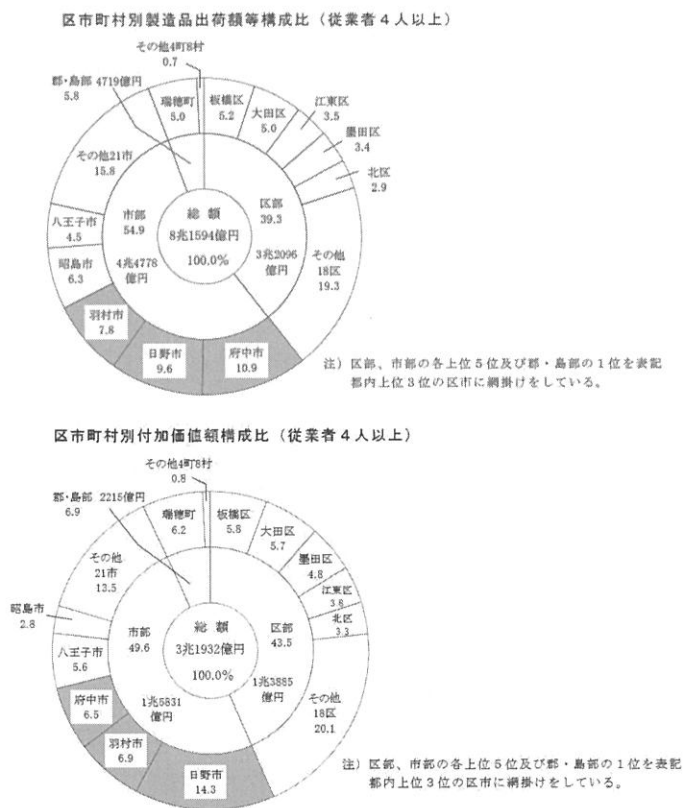 区市町村別製造品出荷額等構成比（従業者４人以上）
その他4町8村
0.7
郡・島部 4719億円
5.8
瑞穂町
5.0
板橋区
5.2
大田区
5.0
江東区
3.5
墨田区
3.4
北区
2.9
その他21市
15.8
八王子市
4.5
昭島市
6.3
市部
54.9
4兆4778
億円
総 額
8兆1594億円
100.0%
区部
39.3
3兆2096
億円
その他
18区
19.3
羽村市
7.8
日野市
9.6
府中市
10.9
注）区部、市部の各上位５位及び郡・島部の１位を表記
都内上位３位の区市に網掛けをしている。
区市町村別付加価値額構成比（従業者４人以上）
その他4町8村
0.8
郡・島部 2215億円
6.9
瑞穂町
6.2
板橋区
5.8
大田区
5.7
墨田区
4.8
江東区
3.8
北区
3.3
その他
21市
13.5
昭島市
2.8
八王子市
5.6
市部
49.6
1兆5831
億円
総 額
3兆1932億円
100.0%
区部
43.5
1兆3885
億円
その他
18区
20.1
府中市
6.5
羽村市
6.9
日野市
14.3
注）区部、市部の各上位５位及び郡・島部の１位を表記
都内上位３位の区市に網掛けをしている。